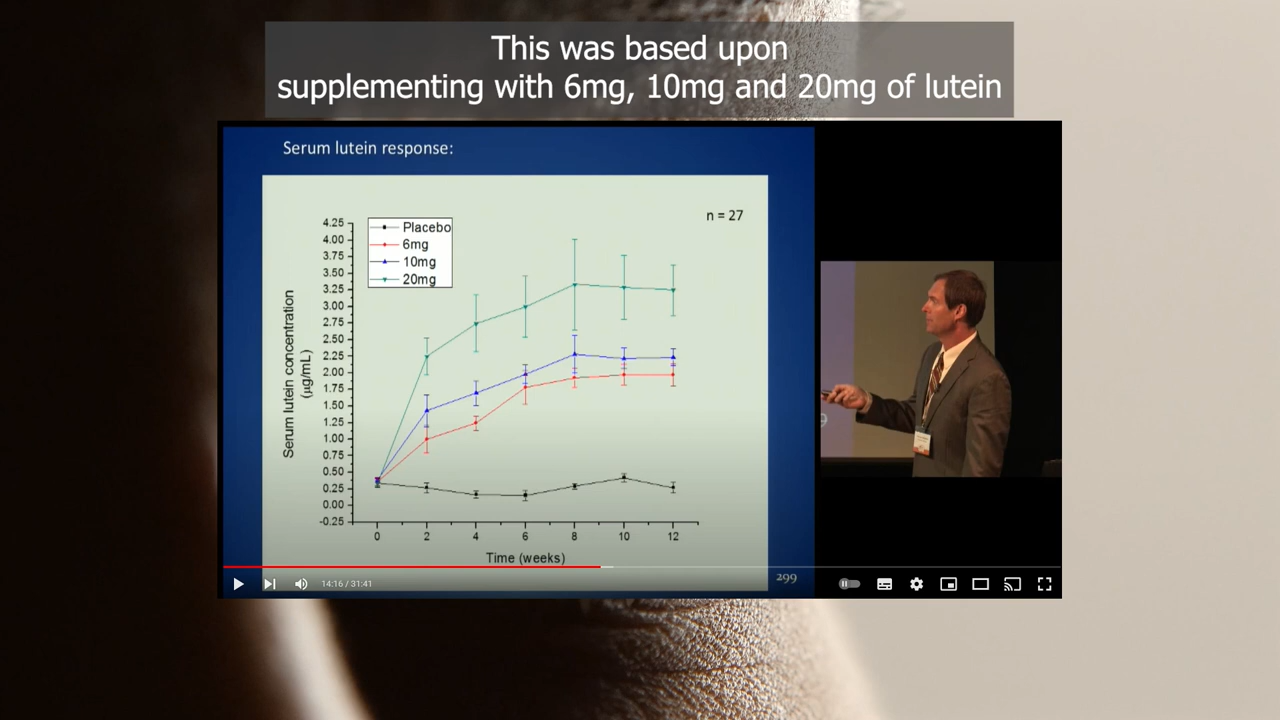 This was based upon
supplementing with 6mg, 10mg and 20mg of lutein
Serum lutein response:
n = 27
Placebo
6mg
10mg
20mg
4.25
4.00
3.75
3.50
3.25
3.00
2.75
2.50
2.25
2.00
1.75
1.50
1.25
1.00
0.75
0.50
0.25
0.00
-0.25
Serum lutein concentration
(µg/mL)
0 2 4 6 8 10 12
Time (weeks)
14:16 / 31:41
299